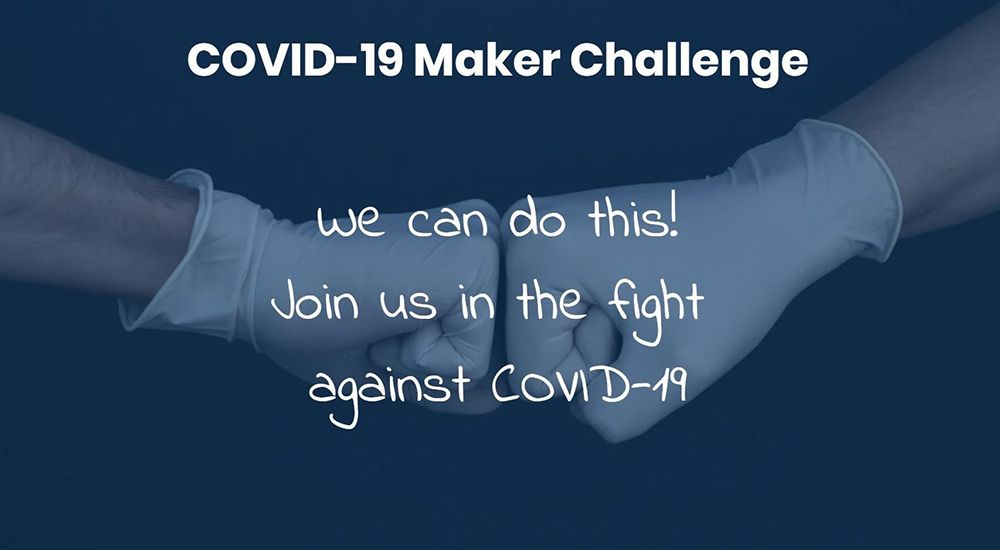 COVID-19 Maker Challenge
We can do this!
Join us in the fight
against COVID-19